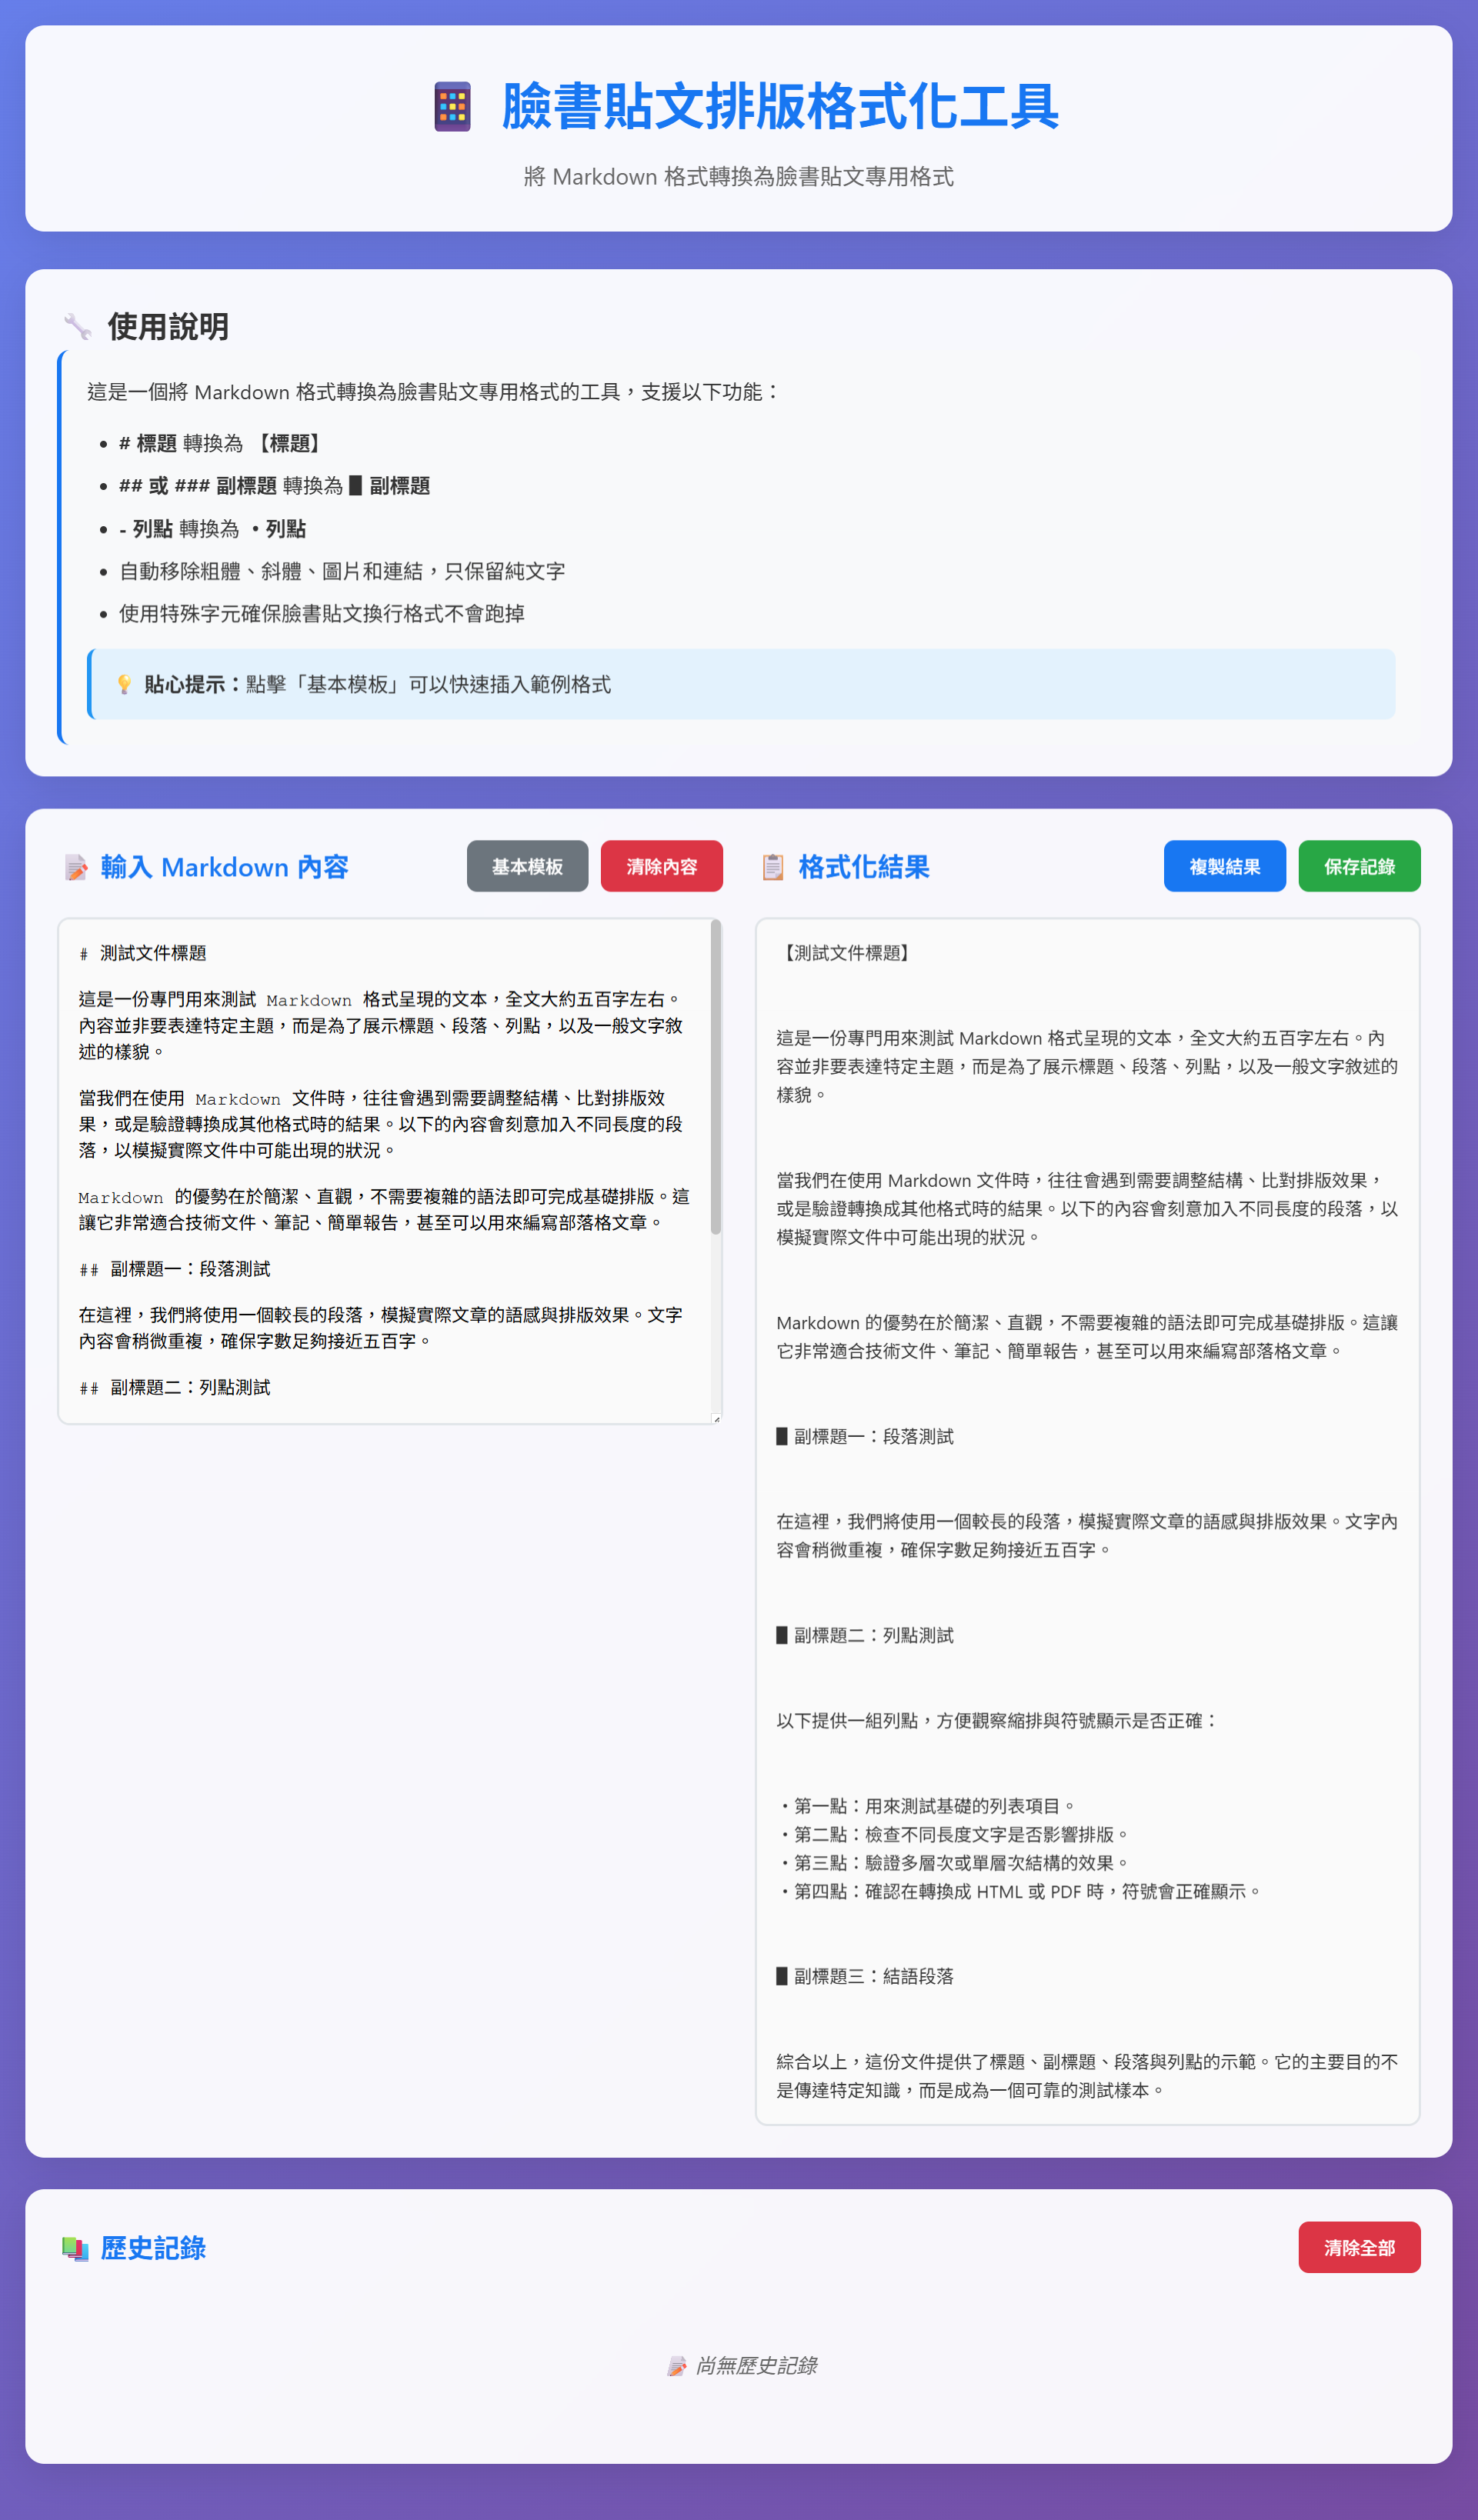 臉書貼文排版格式化工具
將 Markdown 格式轉換為臉書貼文專用格式
使用說明
這是一個將 Markdown 格式轉換為臉書貼文專用格式的工具，支援以下功能：
# 標題 轉換為 【標題】
## 或 ### 副標題 轉換為 █ 副標題
- 列點 轉換為 ・列點
自動移除粗體、斜體、圖片和連結，只保留純文字
使用特殊字元確保臉書貼文換行格式不會跑掉
貼心提示：點擊「基本模板」可以快速插入範例格式
輸入 Markdown 內容
基本模板
清除內容
# 測試文件標題
這是一份專門用來測試 Markdown 格式呈現的文本，全文大約五百字左右。
內容並非要表達特定主題，而是為了展示標題、段落、列點，以及一般文字敘
述的樣貌。
當我們在使用 Markdown 文件時，往往會遇到需要調整結構、比對排版效
果，或是驗證轉換成其他格式時的結果。以下的內容會刻意加入不同長度的段
落，以模擬實際文件中可能出現的狀況。
Markdown 的優勢在於簡潔、直觀，不需要複雜的語法即可完成基礎排版。這
讓它非常適合技術文件、筆記、簡單報告，甚至可以用來編寫部落格文章。
## 副標題一：段落測試
在這裡，我們將使用一個較長的段落，模擬實際文章的語感與排版效果。文字
內容會稍微重複，確保字數足夠接近五百字。
## 副標題二：列點測試
格式化結果
複製結果
保存記錄
【測試文件標題】
這是一份專門用來測試 Markdown 格式呈現的文本，全文大約五百字左右。內
容並非要表達特定主題，而是為了展示標題、段落、列點，以及一般文字敘述的
樣貌。
當我們在使用 Markdown 文件時，往往會遇到需要調整結構、比對排版效果，
或是驗證轉換成其他格式時的結果。以下的內容會刻意加入不同長度的段落，以
模擬實際文件中可能出現的狀況。
Markdown 的優勢在於簡潔、直觀，不需要複雜的語法即可完成基礎排版。這讓
它非常適合技術文件、筆記、簡單報告，甚至可以用來編寫部落格文章。
█ 副標題一：段落測試
在這裡，我們將使用一個較長的段落，模擬實際文章的語感與排版效果。文字內
容會稍微重複，確保字數足夠接近五百字。
█ 副標題二：列點測試
以下提供一組列點，方便觀察縮排與符號顯示是否正確：
・第一點：用來測試基礎的列表項目。
・第二點：檢查不同長度文字是否影響排版。
・第三點：驗證多層次或單層次結構的效果。
・第四點：確認在轉換成 HTML 或 PDF 時，符號會正確顯示。
█ 副標題三：結語段落
綜合以上，這份文件提供了標題、副標題、段落與列點的示範。它的主要目的不
是傳達特定知識，而是成為一個可靠的測試樣本。
歷史記錄
清除全部
尚無歷史記錄